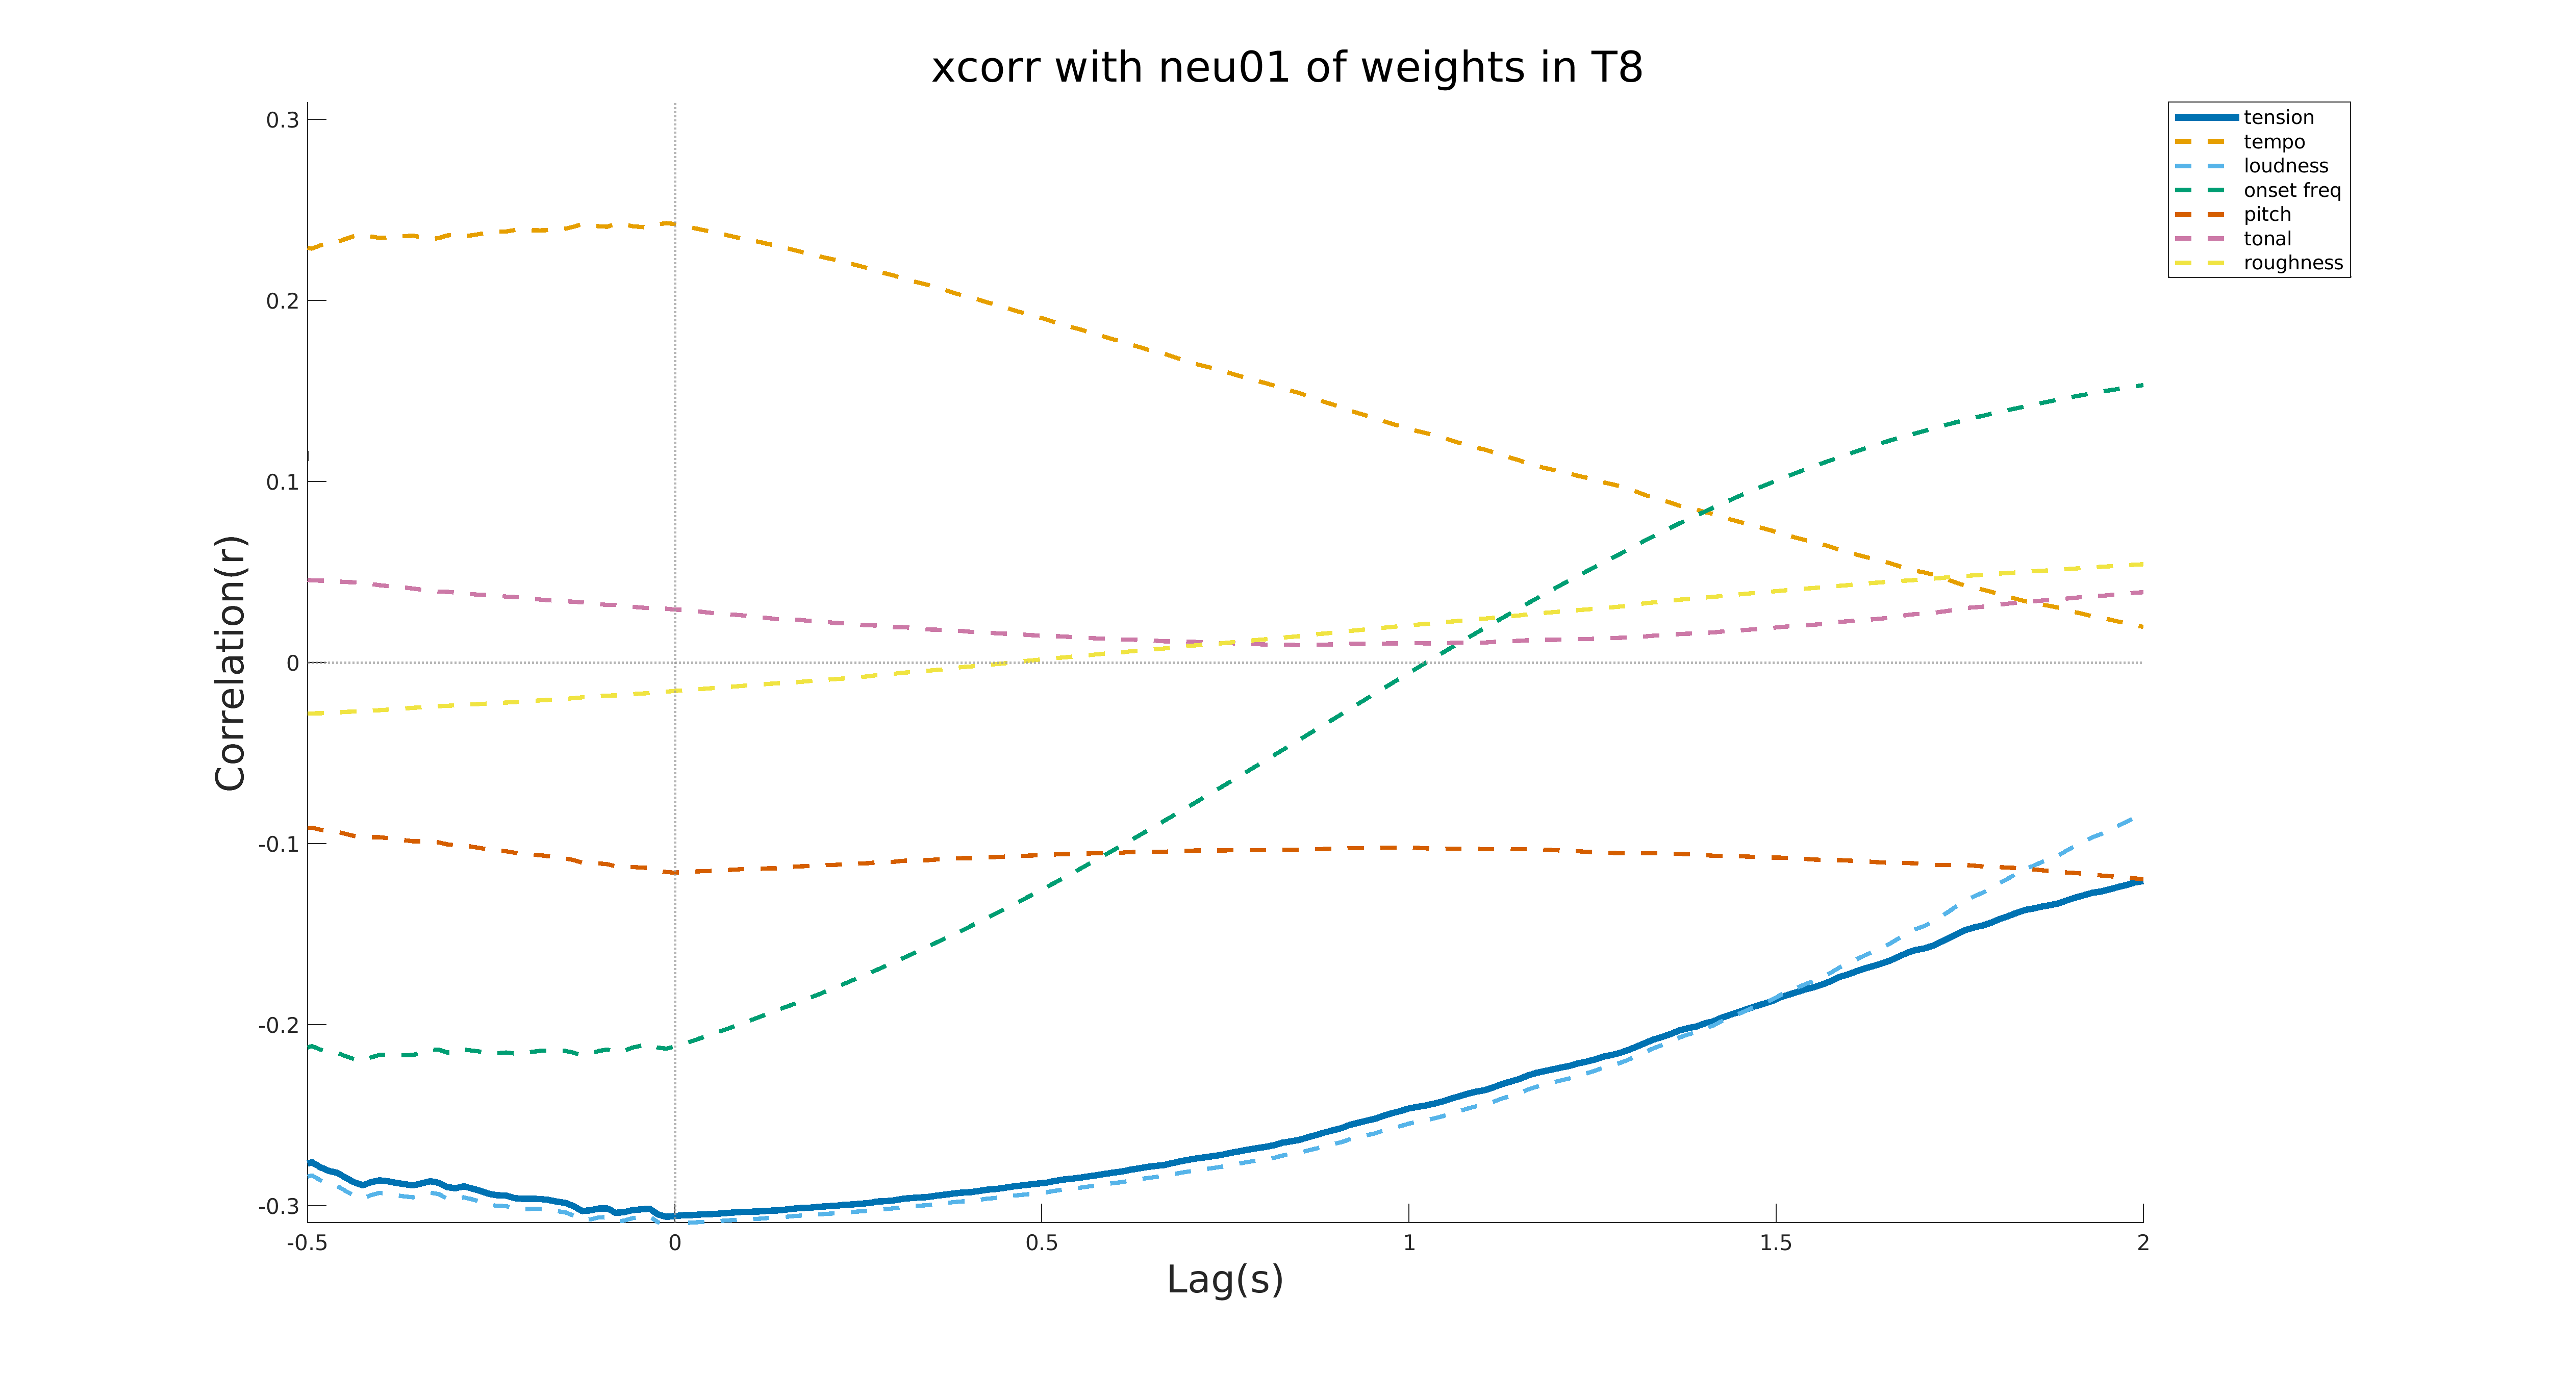 xcorr with neu01 of weights in T8
tension
tempo
loudness
onset freq
pitch
tonal
roughness
0.3
0.2
0.1
0
-0.1
-0.2
-0.3
Correlation(r)
-0.5
0
0.5
1
1.5
2
Lag(s)